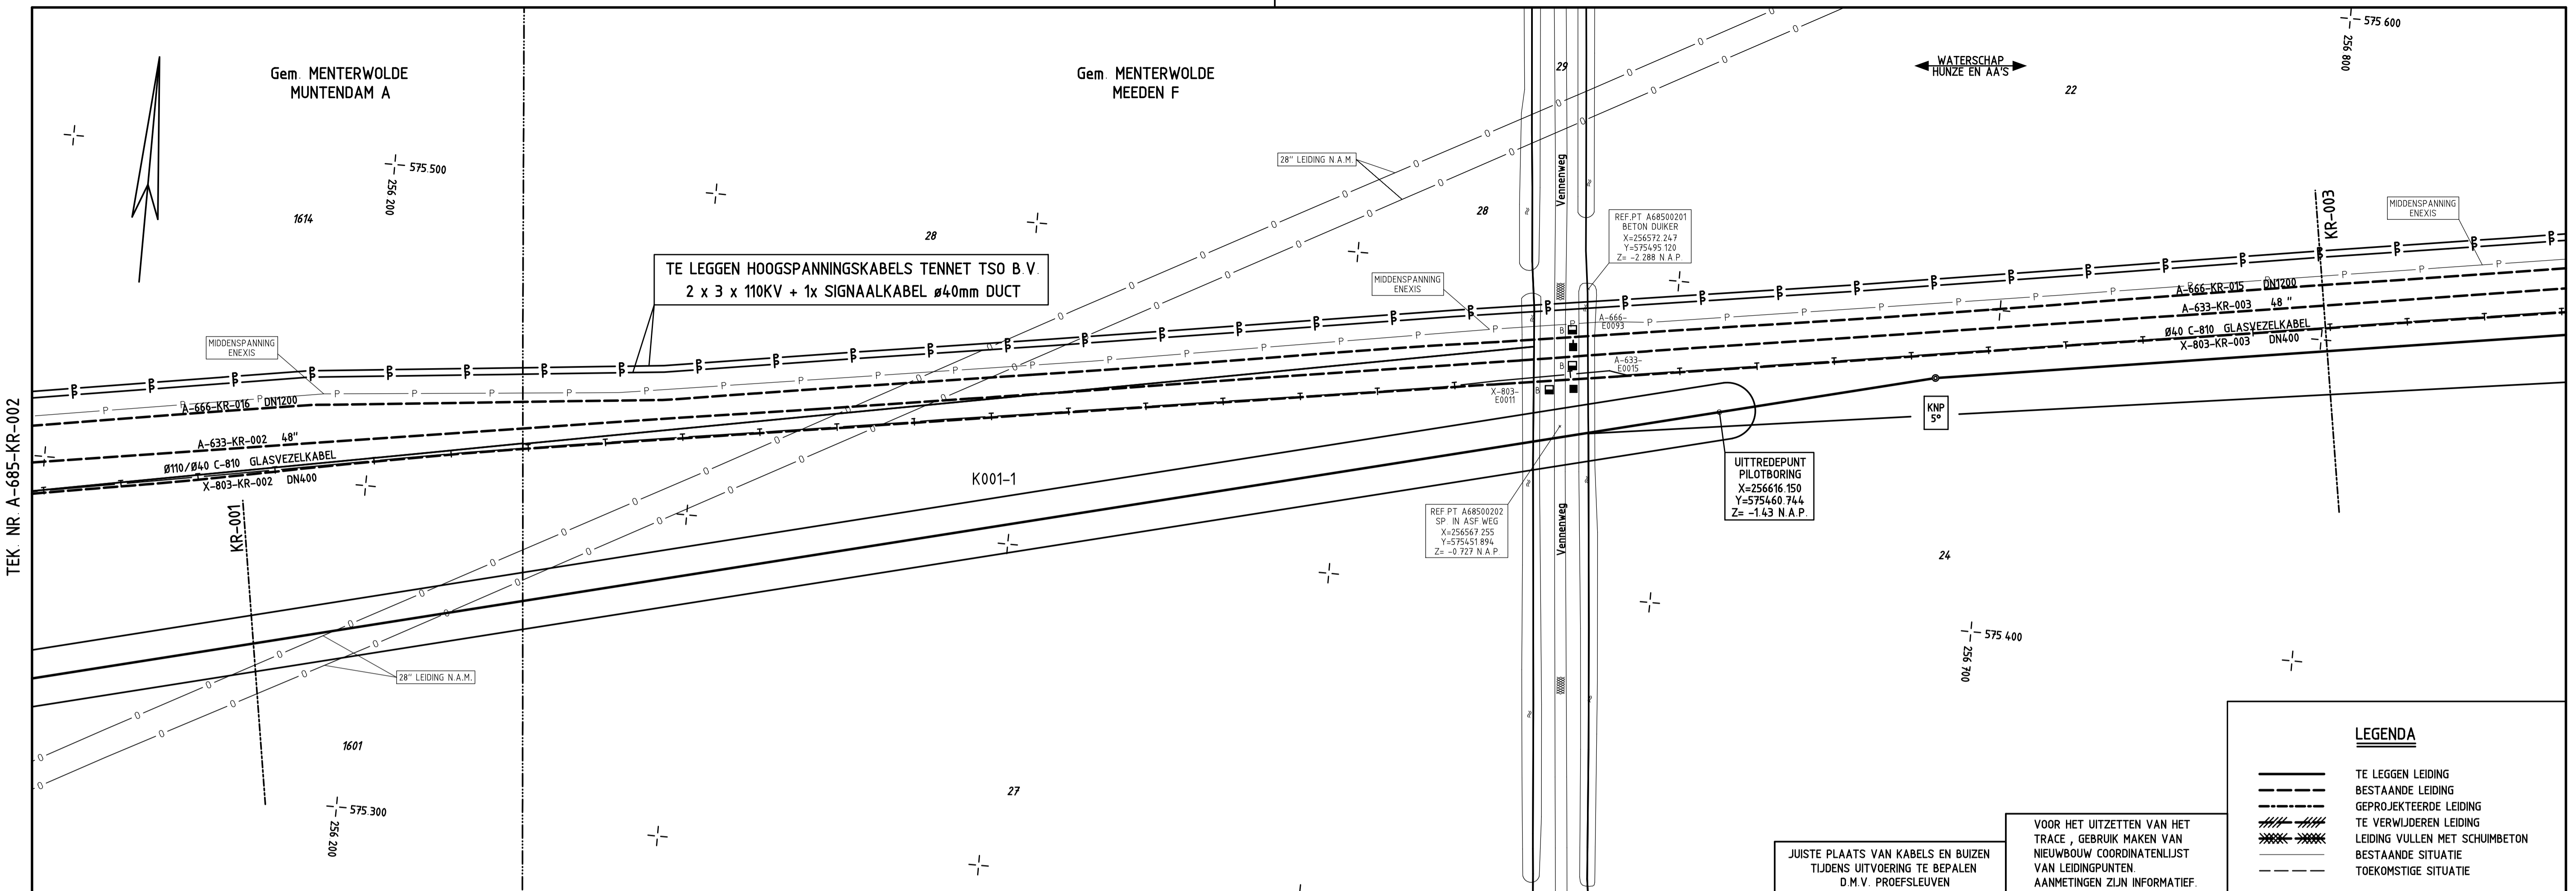 Gem. MENTERWOLDE
MUNTENDAM A
Gem. MENTERWOLDE
MEEDEN F
29
WATERSCHAP
HUNZE EN AA'S
22
575 600
256 800
575.500
256 200
1614
28
28" LEIDING N.A.M.
Vennenweg
28
REF.PT A68500201
BETON DUIKER
X=256572.247
Y=575495.120
Z= -2.288 N.A.P.
KR-003
MIDDENSPANNING
ENEXIS
TE LEGGEN HOOGSPANNINGSKABELS TENNET TSO B.V.
2 x 3 x 110KV + 1x SIGNAALKABEL ø40mm DUCT
MIDDENSPANNING
ENEXIS
A-666-KR-015 DN1200
A-633-KR-003 48 "
Ø40 C-810 GLASVEZELKABEL
X-803-KR-003 DN400
A-666-
E0093
B
MIDDENSPANNING
ENEXIS
A-633-
E0015
B
X-803-
E0011
B
A-666-KR-016 DN1200
A-633-KR-002 48"
Ø110/Ø40 C-810 GLASVEZELKABEL
X-803-KR-002 DN400
TEK. NR. A-685-KR-002
KR-001
K001-1
KNP
5°
UITTREDEPUNT
PILOTBORING
X=256616.150
Y=575460.744
Z= -1.43 N.A.P.
REF.PT A68500202
SP. IN ASF.WEG
X=256567.255
Y=575451.894
Z= -0.727 N.A.P.
Vennenweg
24
575 400
256 700
28" LEIDING N.A.M.
1601
575.300
256 200
27
LEGENDA
TE LEGGEN LEIDING
BESTAANDE LEIDING
GEPROJEKTEERDE LEIDING
TE VERWIJDEREN LEIDING
LEIDING VULLEN MET SCHUIMBETON
BESTAANDE SITUATIE
TOEKOMSTIGE SITUATIE
VOOR HET UITZETTEN VAN HET
TRACE , GEBRUIK MAKEN VAN
NIEUWBOUW COORDINATENLIJST
VAN LEIDINGPUNTEN.
AANMETINGEN ZIJN INFORMATIEF.
JUISTE PLAATS VAN KABELS EN BUIZEN
TIJDENS UITVOERING TE BEPALEN
D.M.V. PROEFSLEUVEN